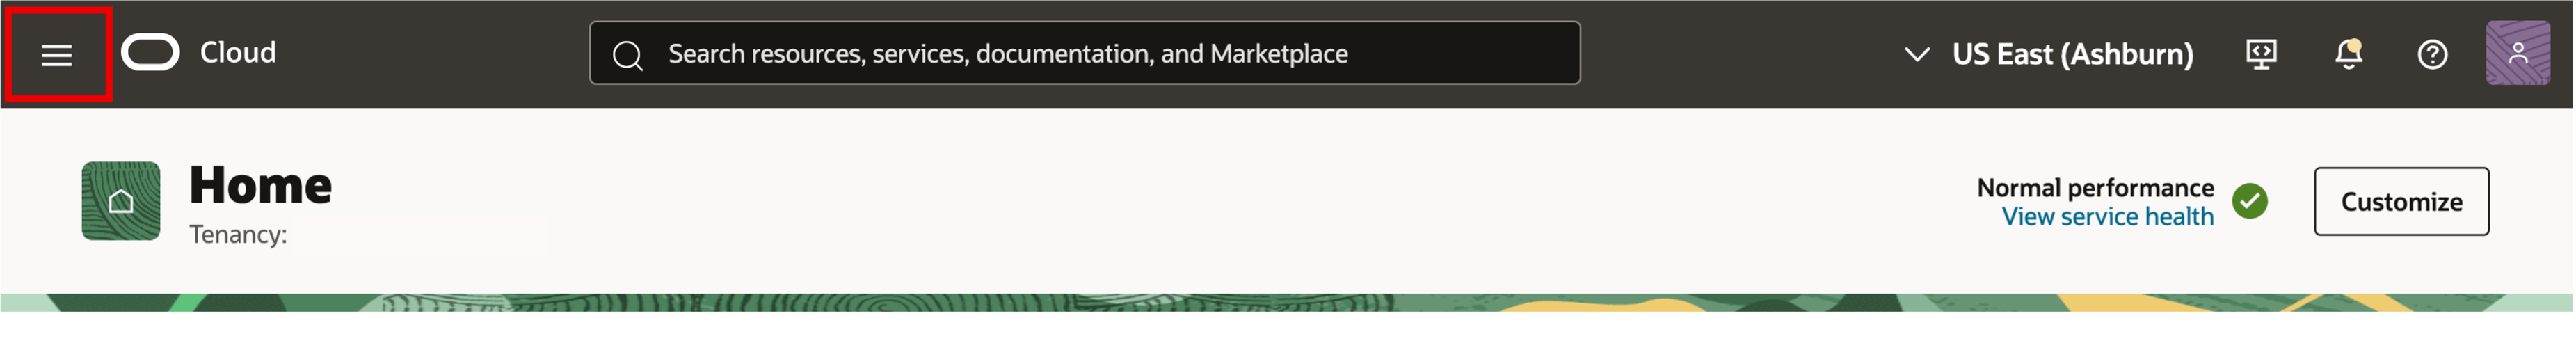 Cloud
Search resources, services, documentation, and Marketplace
US East (Ashburn)
Home
Tenancy:
Normal performance
View service health
Customize